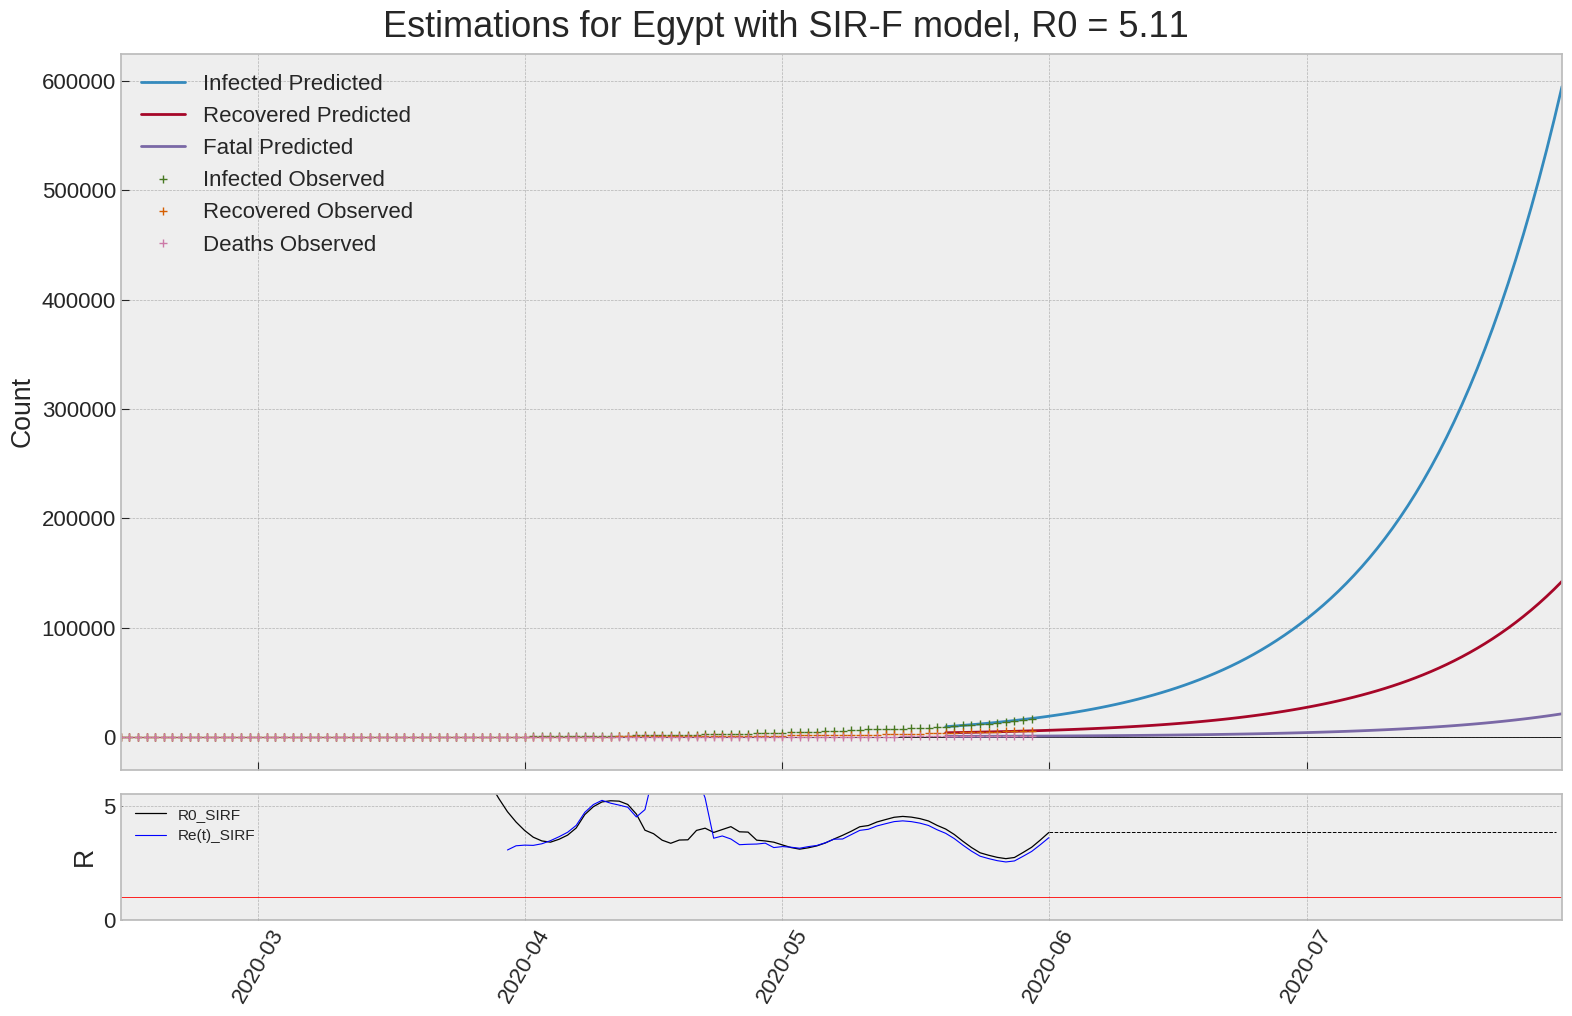 Estimations for Egypt with SIR-F model, R0 = 5.11
Infected Predicted
Recovered Predicted
Fatal Predicted
Infected Observed
Recovered Observed
Deaths Observed
600000
500000
400000
300000
200000
100000
0
Count
R0_SIRF
Re(t)_SIRF
5
0
R
2020-03
2020-04
2020-05
2020-06
2020-07